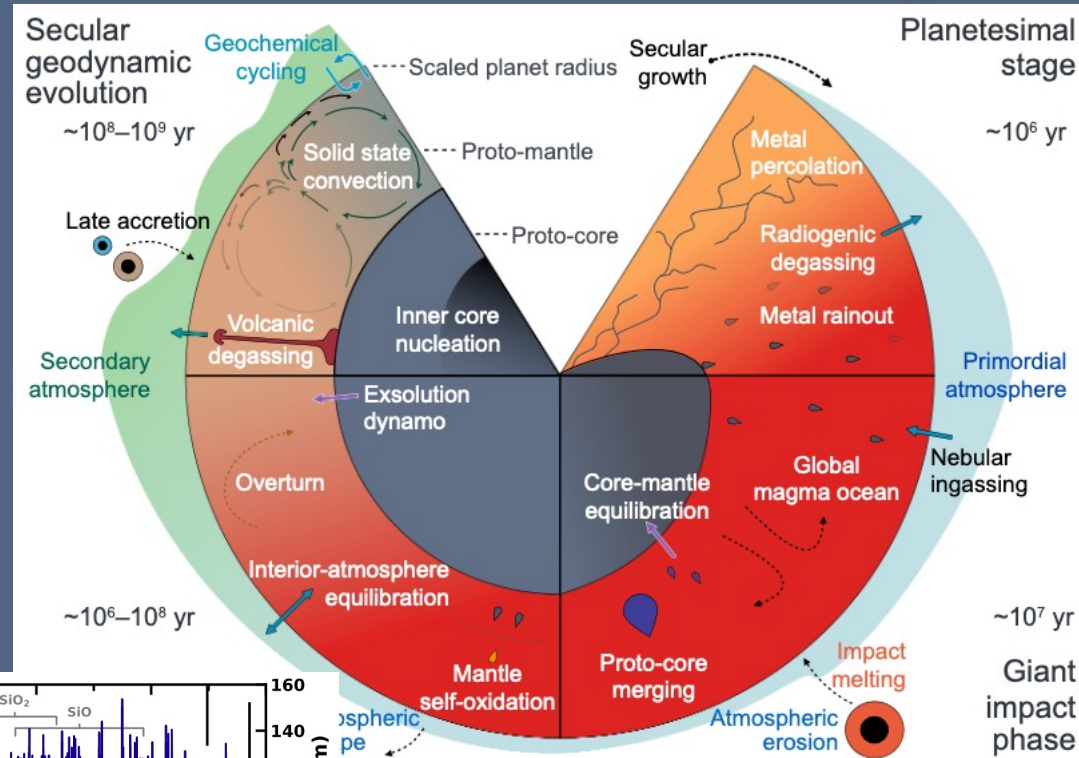 Secular
geodynamic
evolution
~10⁸–10⁹ yr
Geochemical
cycling
Scaled planet radius
Secular
growth
Planetesimal
stage
~10⁶ yr
Solid state
convection
Proto-mantle
Metal
percolation
Late accretion
Proto-core
Radiogenic
degassing
Volcanic
degassing
Inner core
nucleation
Metal rainout
Secondary
atmosphere
Primordial
atmosphere
Exsolution
dynamo
Overturn
Core-mantle
equilibration
Global
magma ocean
Nebular
ingassing
Interior-atmosphere
equilibration
~10⁶–10⁸ yr
~10⁷ yr
Mantle
self-oxidation
Proto-core
merging
Impact
melting
Giant
impact
phase
Atmospheric
erosion
SiO₂
SiO
160
140